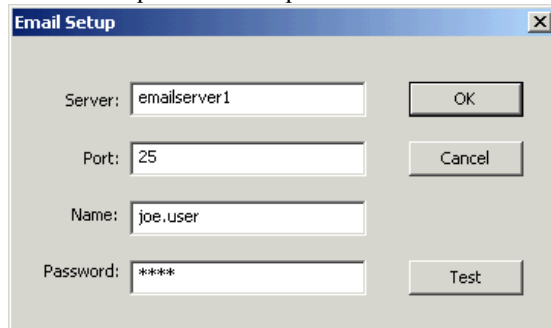 Email Setup
Server: emailserver1 OK
Port: 25 Cancel
Name: joe.user
Password: **** Test